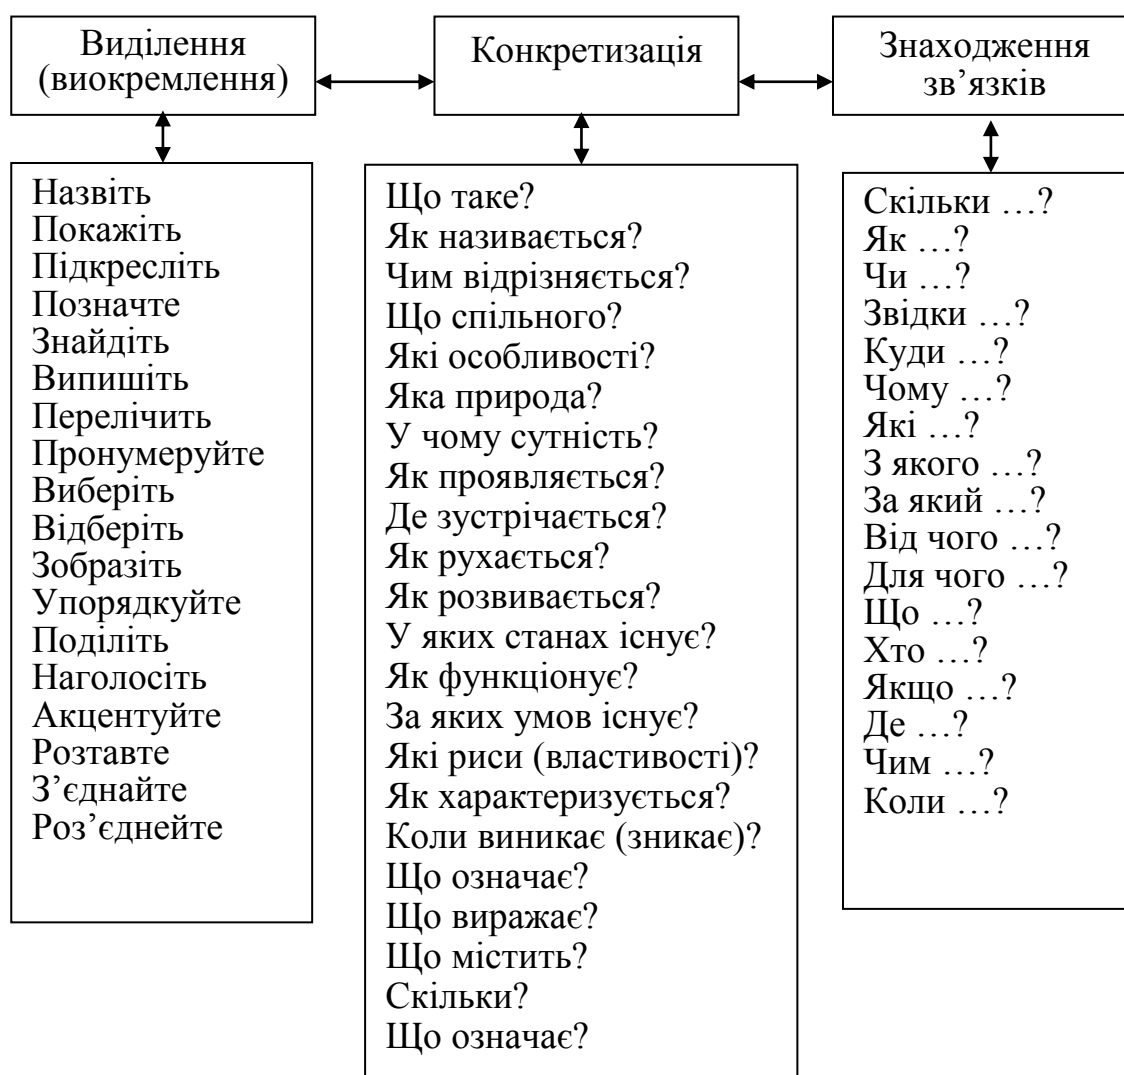 Виділення
(виокремлення)
Конкретизація
Знаходження
зв’язків
Назвіть
Покажіть
Підкресліть
Позначте
Знайдіть
Випишіть
Перелічить
Пронумеруйте
Виберіть
Відберіть
Зобразіть
Упорядкуйте
Поділіть
Наголосіть
Акцентуйте
Розтавте
З’єднайте
Роз’єднейте
Що таке?
Як називається?
Чим відрізняється?
Що спільного?
Які особливості?
Яка природа?
У чому сутність?
Як проявляється?
Де зустрічається?
Як рухається?
Як розвивається?
У яких станах існує?
Як функціонує?
За яких умов існує?
Які риси (властивості)?
Як характеризується?
Коли виникає (зникає)?
Що означає?
Що виражає?
Що містить?
Скільки?
Що означає?
Скільки …?
Як …?
Чи …?
Звідки …?
Куди …?
Чому …?
Які …?
З якого …?
За який …?
Від чого …?
Для чого …?
Що …?
Хто …?
Якщо …?
Де …?
Чим …?
Коли …?